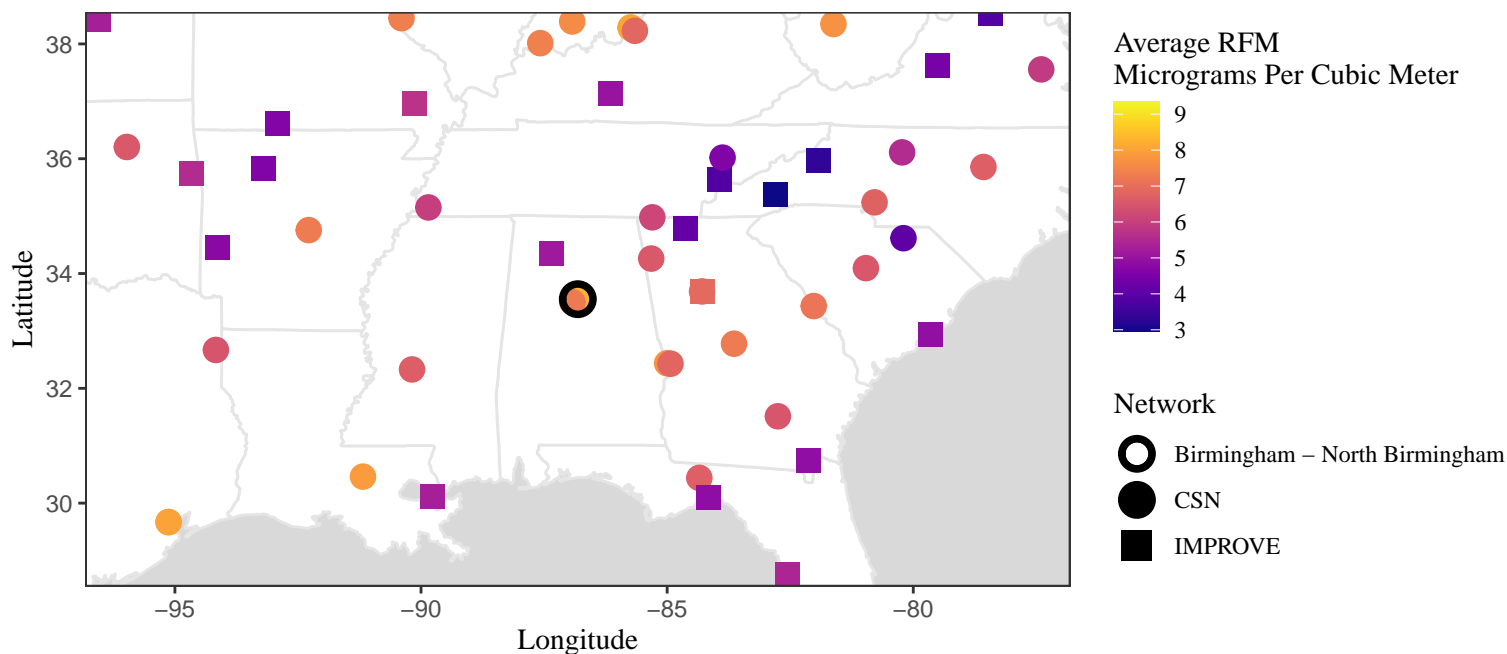 38
36
34
32
30
Latitude
−95
−90
−85
−80
Longitude
Average RFM
Micrograms Per Cubic Meter
9
8
7
6
5
4
3
Network
Birmingham – North Birmingham
CSN
IMPROVE